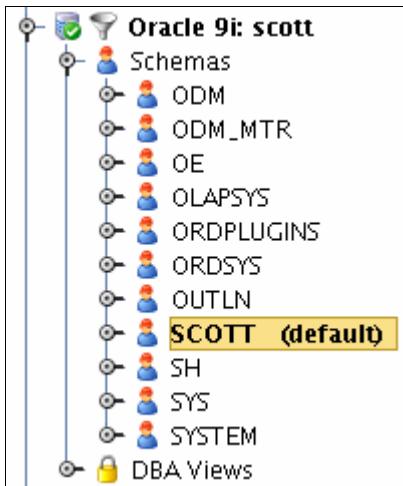 Oracle 9i: scott
Schemas
ODM
ODM_MTR
OE
OLAPSYS
ORDPLUGINS
ORDSYS
OUTLN
SCOTT (default)
SH
SYS
SYSTEM
DBA Views